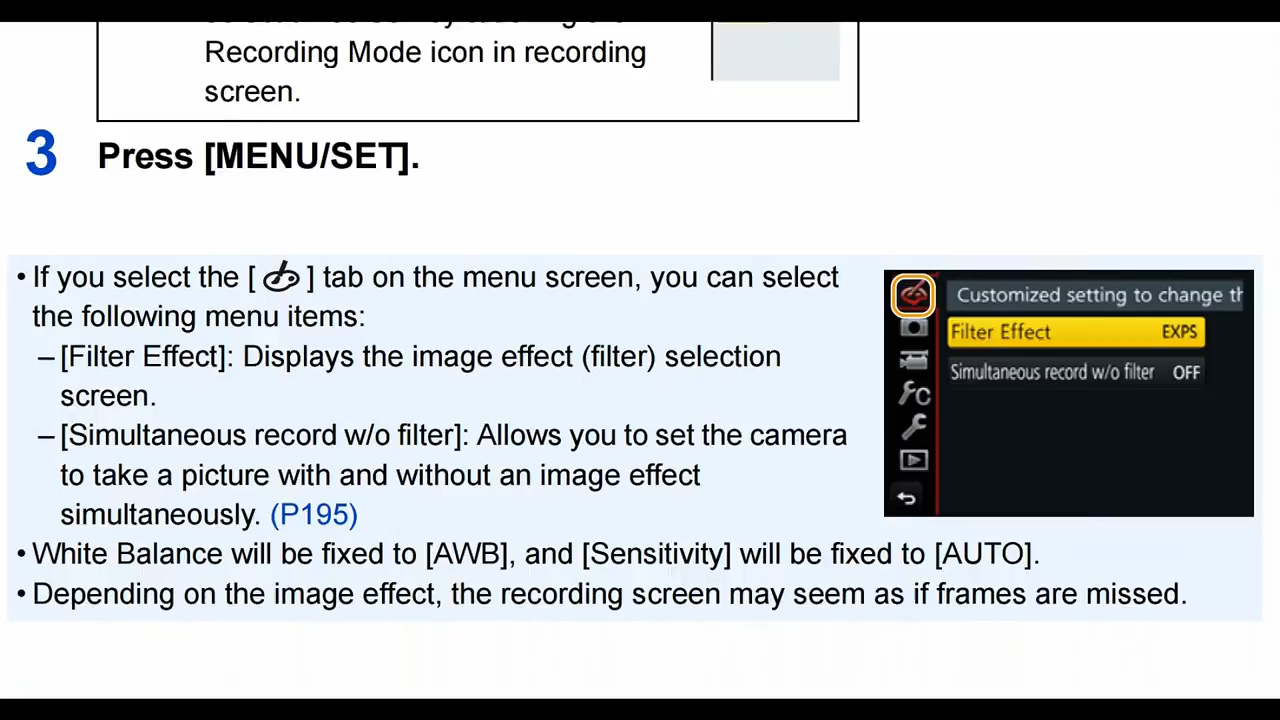 Recording Mode icon in recording
screen.
3 Press [MENU/SET].
• If you select the [ ] tab on the menu screen, you can select
the following menu items:
– [Filter Effect]: Displays the image effect (filter) selection
screen.
– [Simultaneous record w/o filter]: Allows you to set the camera
to take a picture with and without an image effect
simultaneously. (P195)
Customized setting to change th
Filter Effect EXPS
Simultaneous record w/o filter OFF
• White Balance will be fixed to [AWB], and [Sensitivity] will be fixed to [AUTO].
• Depending on the image effect, the recording screen may seem as if frames are missed.